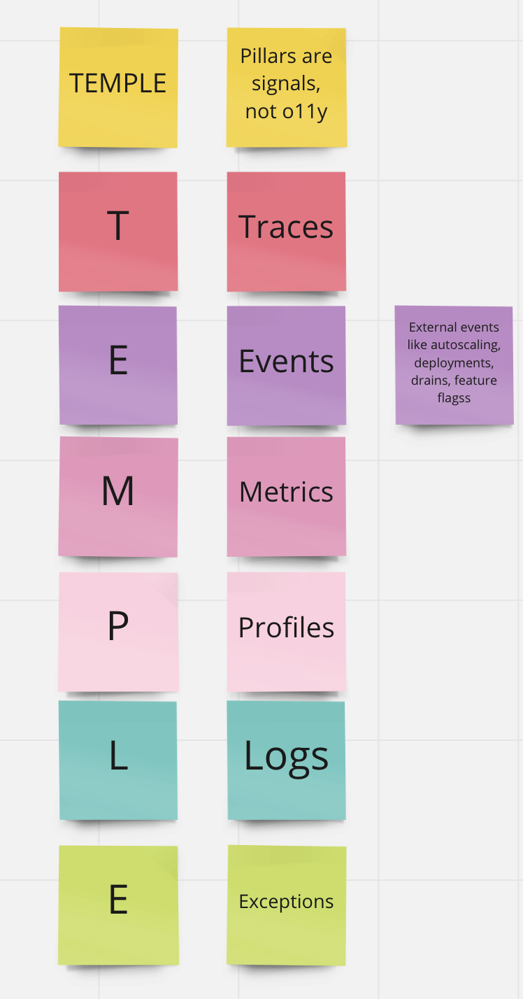 TEMPLE
Pillars are
signals,
not o11y
T
Traces
E
Events
External events
like autoscaling,
deployments,
drains, feature
flagss
M
Metrics
P
Profiles
L
Logs
E
Exceptions